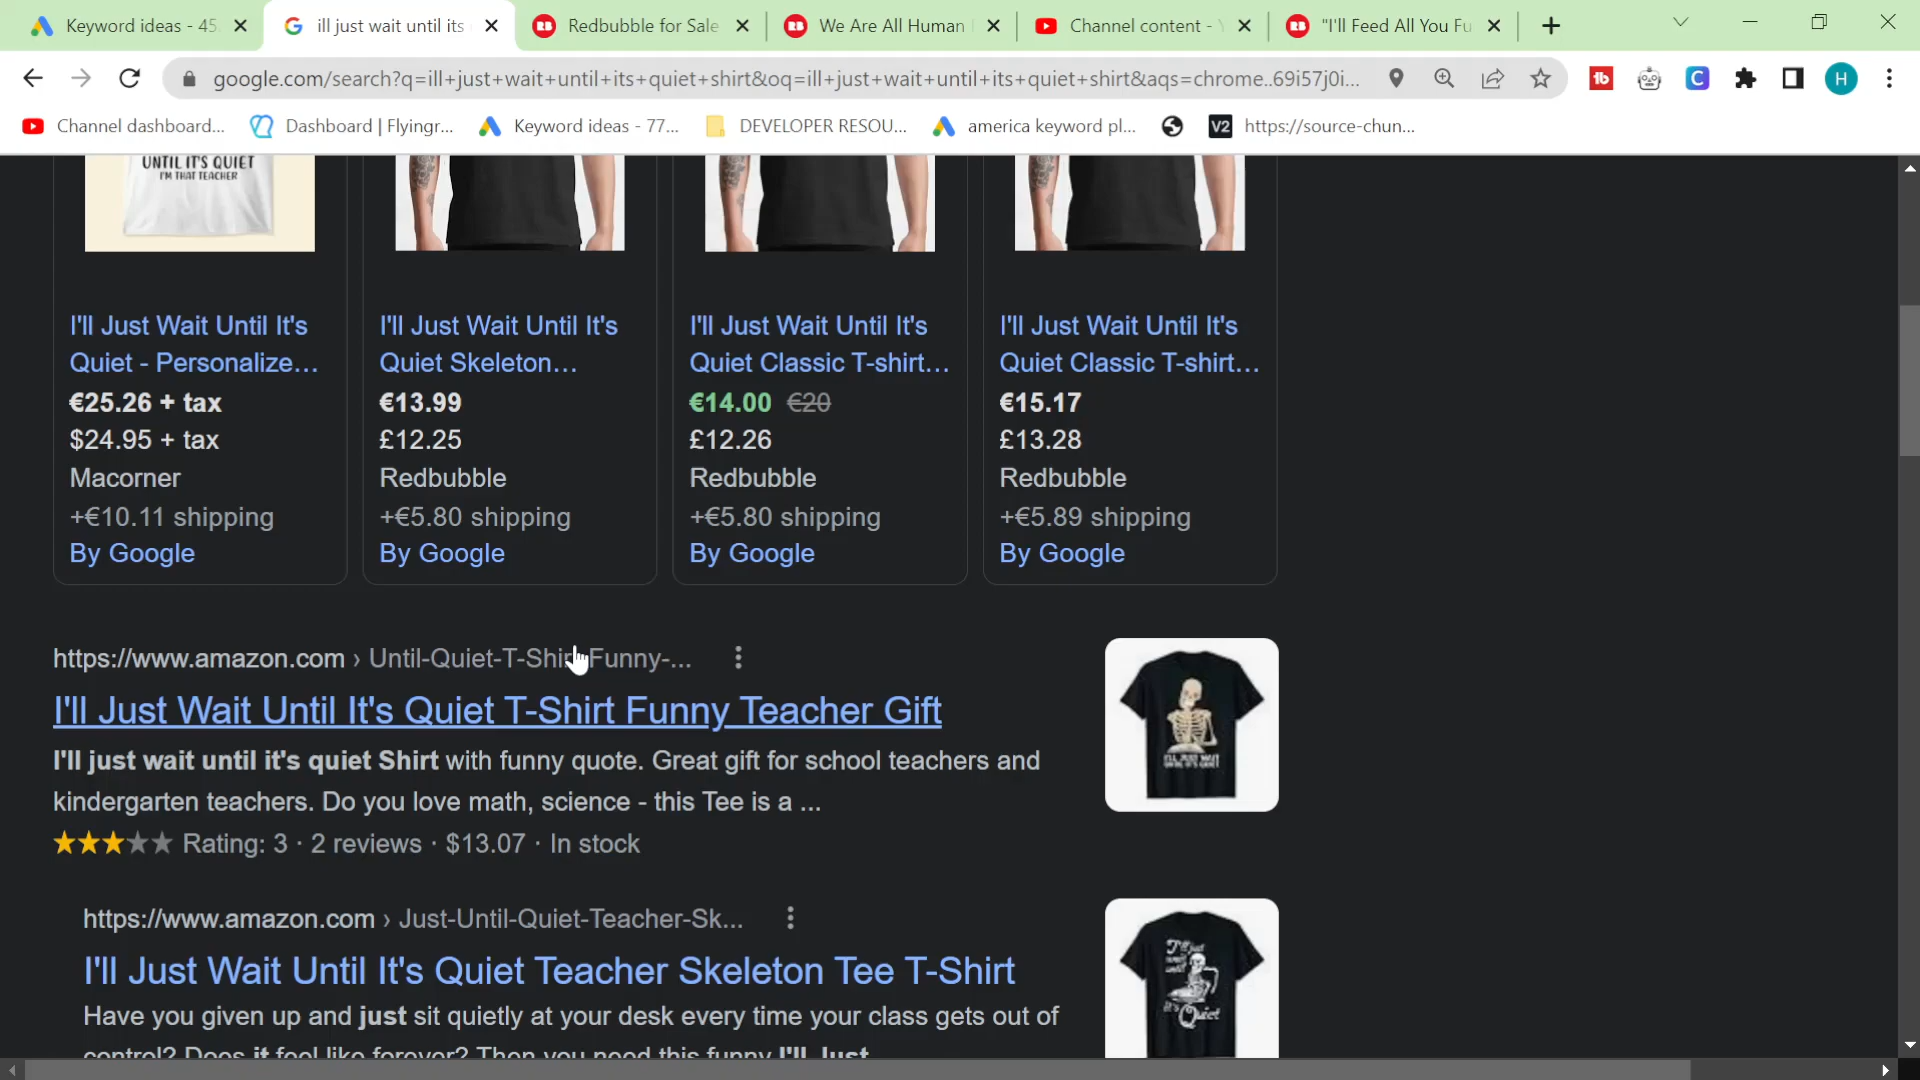 Keyword ideas - 45
ill just wait until its
Redbubble for Sale
We Are All Human
Channel content -
"I'll Feed All You Fu
google.com/search?q=ill+just+wait+until+its+quiet+shirt&oq=ill+just+wait+until+its+quiet+shirt&aqs=chrome..69i57j0i...
Channel dashboard...
Dashboard | Flyingr...
Keyword ideas - 77...
DEVELOPER RESOU...
america keyword pl...
https://source-chun...
UNTIL IT'S QUIET
I'M THAT TEACHER
I'll Just Wait Until It's
Quiet - Personalize...
€25.26 + tax
$24.95 + tax
Macorner
+€10.11 shipping
By Google
I'll Just Wait Until It's
Quiet Skeleton...
€13.99
£12.25
Redbubble
+€5.80 shipping
By Google
I'll Just Wait Until It's
Quiet Classic T-shirt...
€14.00 €20
£12.26
Redbubble
+€5.80 shipping
By Google
I'll Just Wait Until It's
Quiet Classic T-shirt...
€15.17
£13.28
Redbubble
+€5.89 shipping
By Google
https://www.amazon.com › Until-Quiet-T-Shirt-Funny-...
I'll Just Wait Until It's Quiet T-Shirt Funny Teacher Gift
I'll just wait until it's quiet Shirt with funny quote. Great gift for school teachers and
kindergarten teachers. Do you love math, science - this Tee is a ...
Rating: 3 · 2 reviews · $13.07 · In stock
I'LL JUST WAIT
UNTIL IT'S QUIET
https://www.amazon.com › Just-Until-Quiet-Teacher-Sk...
I'll Just Wait Until It's Quiet Teacher Skeleton Tee T-Shirt
Have you given up and just sit quietly at your desk every time your class gets out of
control? Does it feel like forever? Then you need this funny I'll Just
I'll just
wait
until
it's
Quiet